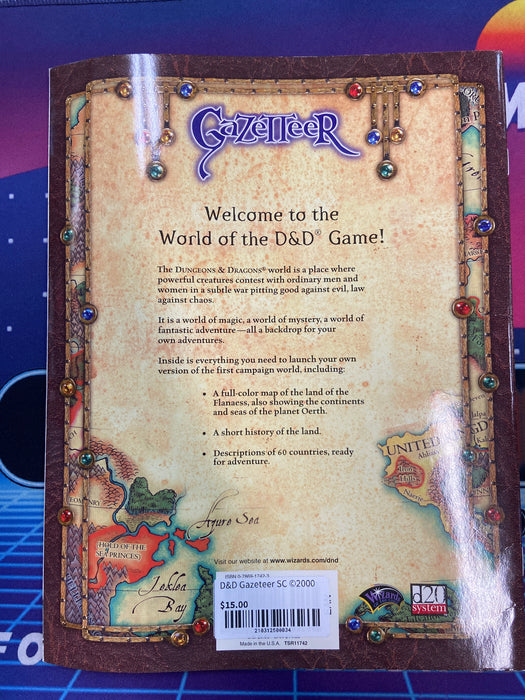 GAZETTEER
Welcome to the
World of the D&D® Game!
The DUNGEONS & DRAGONS® world is a place where
powerful creatures contest with ordinary men and
women in a subtle war pitting good against evil, law
against chaos.
It is a world of magic, a world of mystery, a world of
fantastic adventure—all a backdrop for your
own adventures.
Inside is everything you need to launch your own
version of the first campaign world, including:
• A full-color map of the land of the
Flanaess, also showing the continents
and seas of the planet Oerth.
• A short history of the land.
• Descriptions of 60 countries, ready
for adventure.
UNITED
Iron
Hills
Azure Sea
HOLD OF THE
SEA PRINCES
Jeklea
Bay
Visit our website at www.wizards.com/dnd
D&D Gazeteer SC ©2000
$15.00
210312500034
Made in the U.S.A. TSR11742
Wizards
d20
system